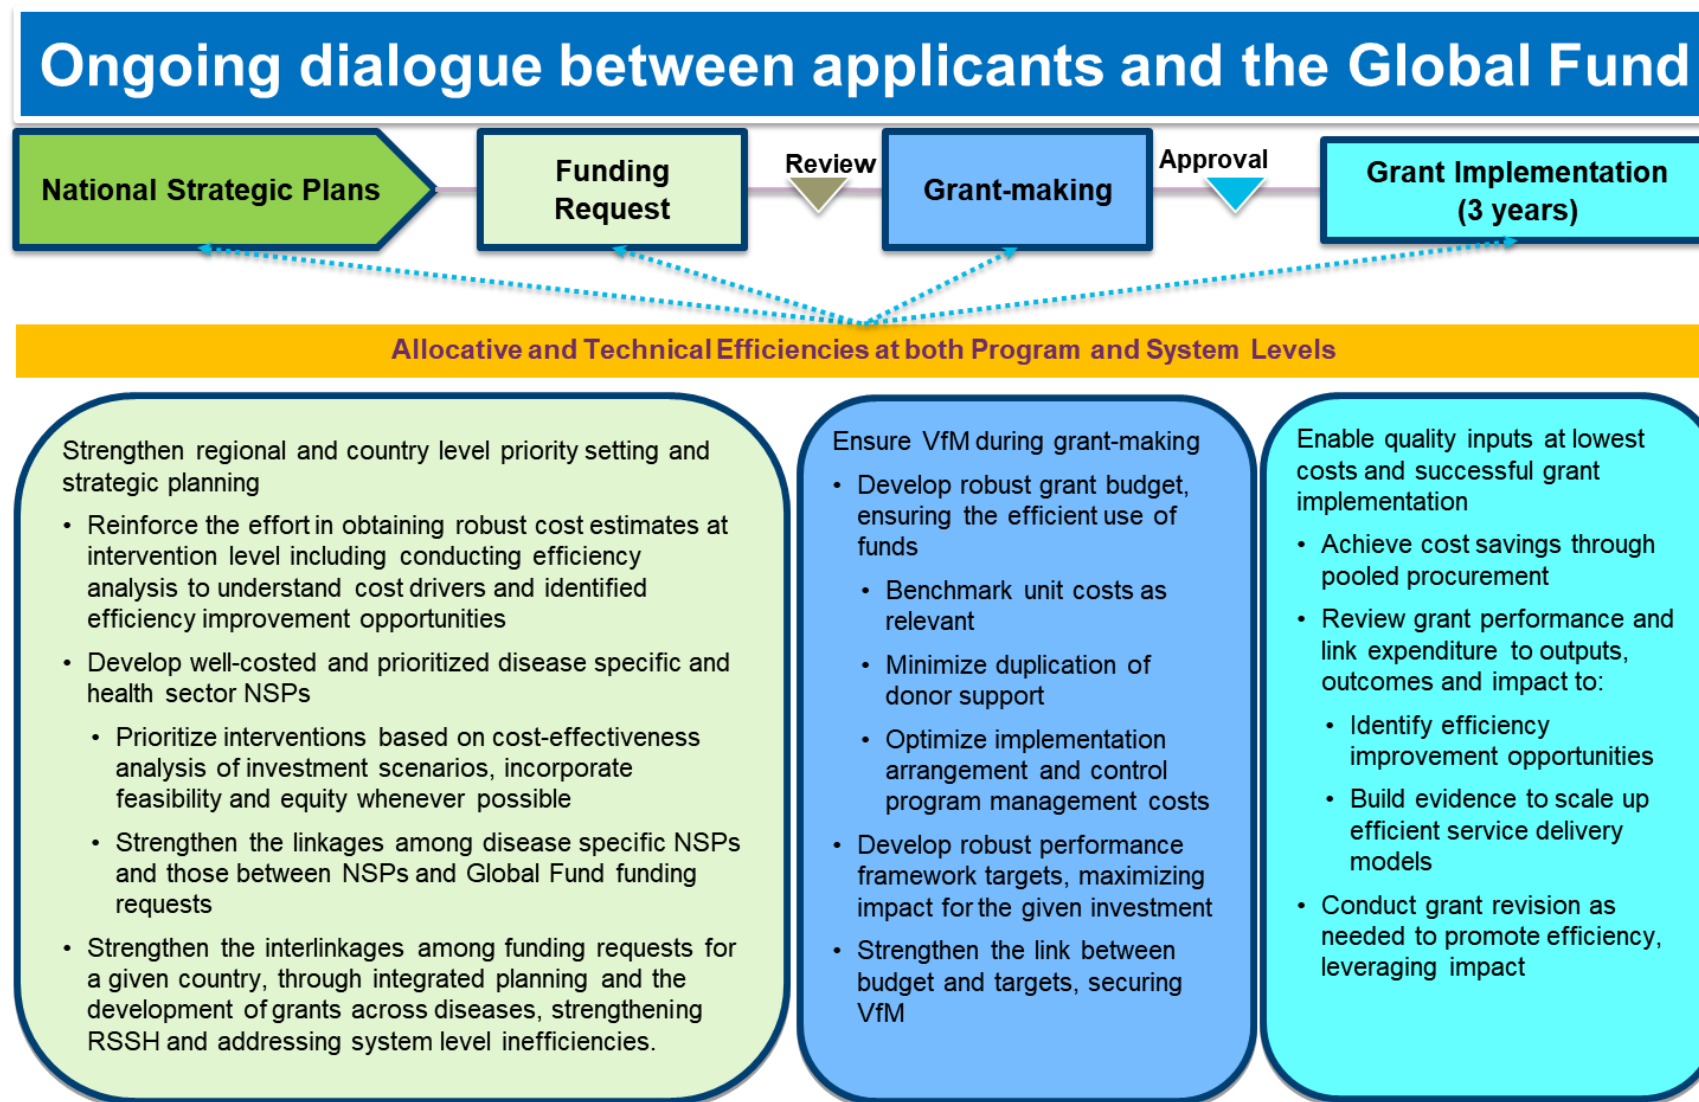 Ongoing dialogue between applicants and the Global Fund
National Strategic Plans
Funding
Request
Review
Grant-making
Approval
Grant Implementation
(3 years)
Allocative and Technical Efficiencies at both Program and System Levels
Strengthen regional and country level priority setting and
strategic planning
• Reinforce the effort in obtaining robust cost estimates at
intervention level including conducting efficiency
analysis to understand cost drivers and identified
efficiency improvement opportunities
• Develop well-costed and prioritized disease specific and
health sector NSPs
• Prioritize interventions based on cost-effectiveness
analysis of investment scenarios, incorporate
feasibility and equity whenever possible
• Strengthen the linkages among disease specific NSPs
and those between NSPs and Global Fund funding
requests
• Strengthen the interlinkages among funding requests for
a given country, through integrated planning and the
development of grants across diseases, strengthening
RSSH and addressing system level inefficiencies.
Ensure VfM during grant-making
• Develop robust grant budget,
ensuring the efficient use of
funds
• Benchmark unit costs as
relevant
• Minimize duplication of
donor support
• Optimize implementation
arrangement and control
program management costs
• Develop robust performance
framework targets, maximizing
impact for the given investment
• Strengthen the link between
budget and targets, securing
VfM
Enable quality inputs at lowest
costs and successful grant
implementation
• Achieve cost savings through
pooled procurement
• Review grant performance and
link expenditure to outputs,
outcomes and impact to:
• Identify efficiency
improvement opportunities
• Build evidence to scale up
efficient service delivery
models
• Conduct grant revision as
needed to promote efficiency,
leveraging impact